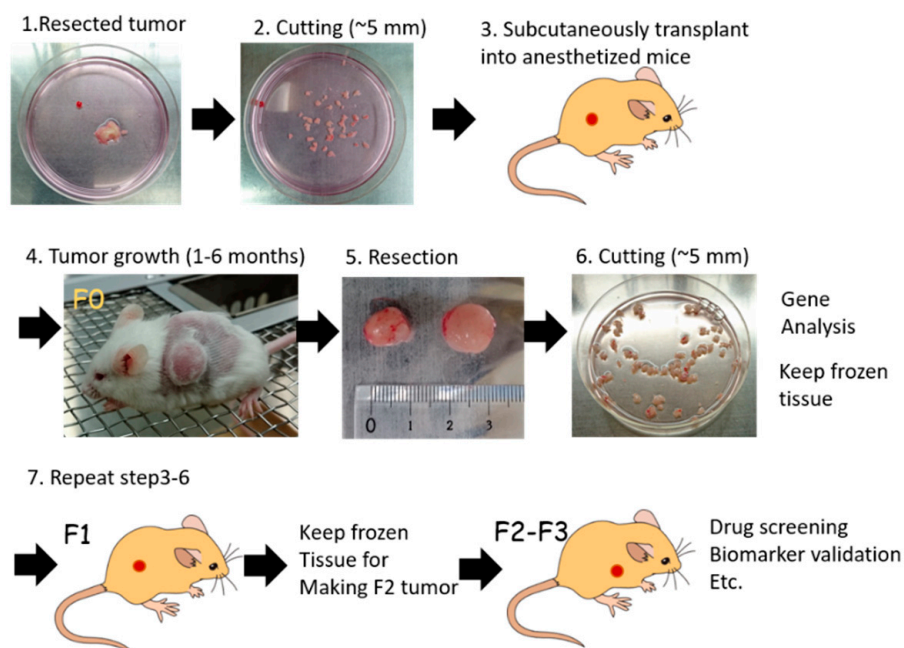 1.Resected tumor
2. Cutting (~5 mm)
3. Subcutaneously transplant
into anesthetized mice
4. Tumor growth (1-6 months)
5. Resection
6. Cutting (~5 mm)
F0
0 1 2 3
Gene
Analysis
Keep frozen
tissue
7. Repeat step3-6
F1
Keep frozen
Tissue for
Making F2 tumor
F2-F3
Drug screening
Biomarker validation
Etc.